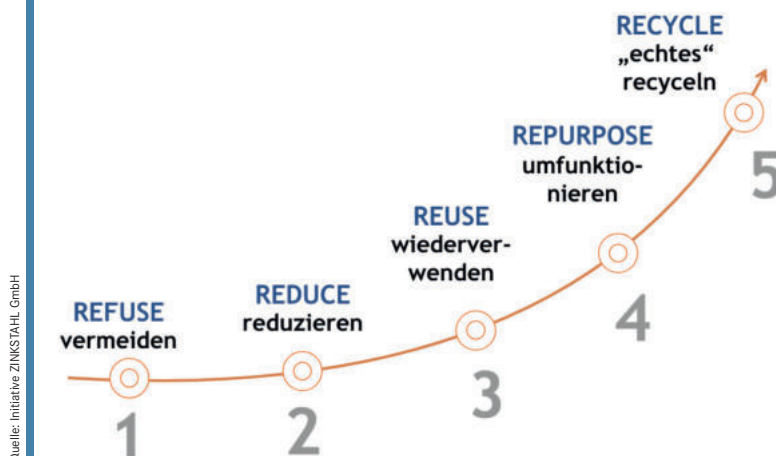 REFUSE
vermeiden
1
REDUCE
reduzieren
2
REUSE
wiederver-
wenden
3
REPURPOSE
umfunktio-
nieren
4
RECYCLE
„echtes“
recyceln
5
Initiative ZINKSTAHL GmbH